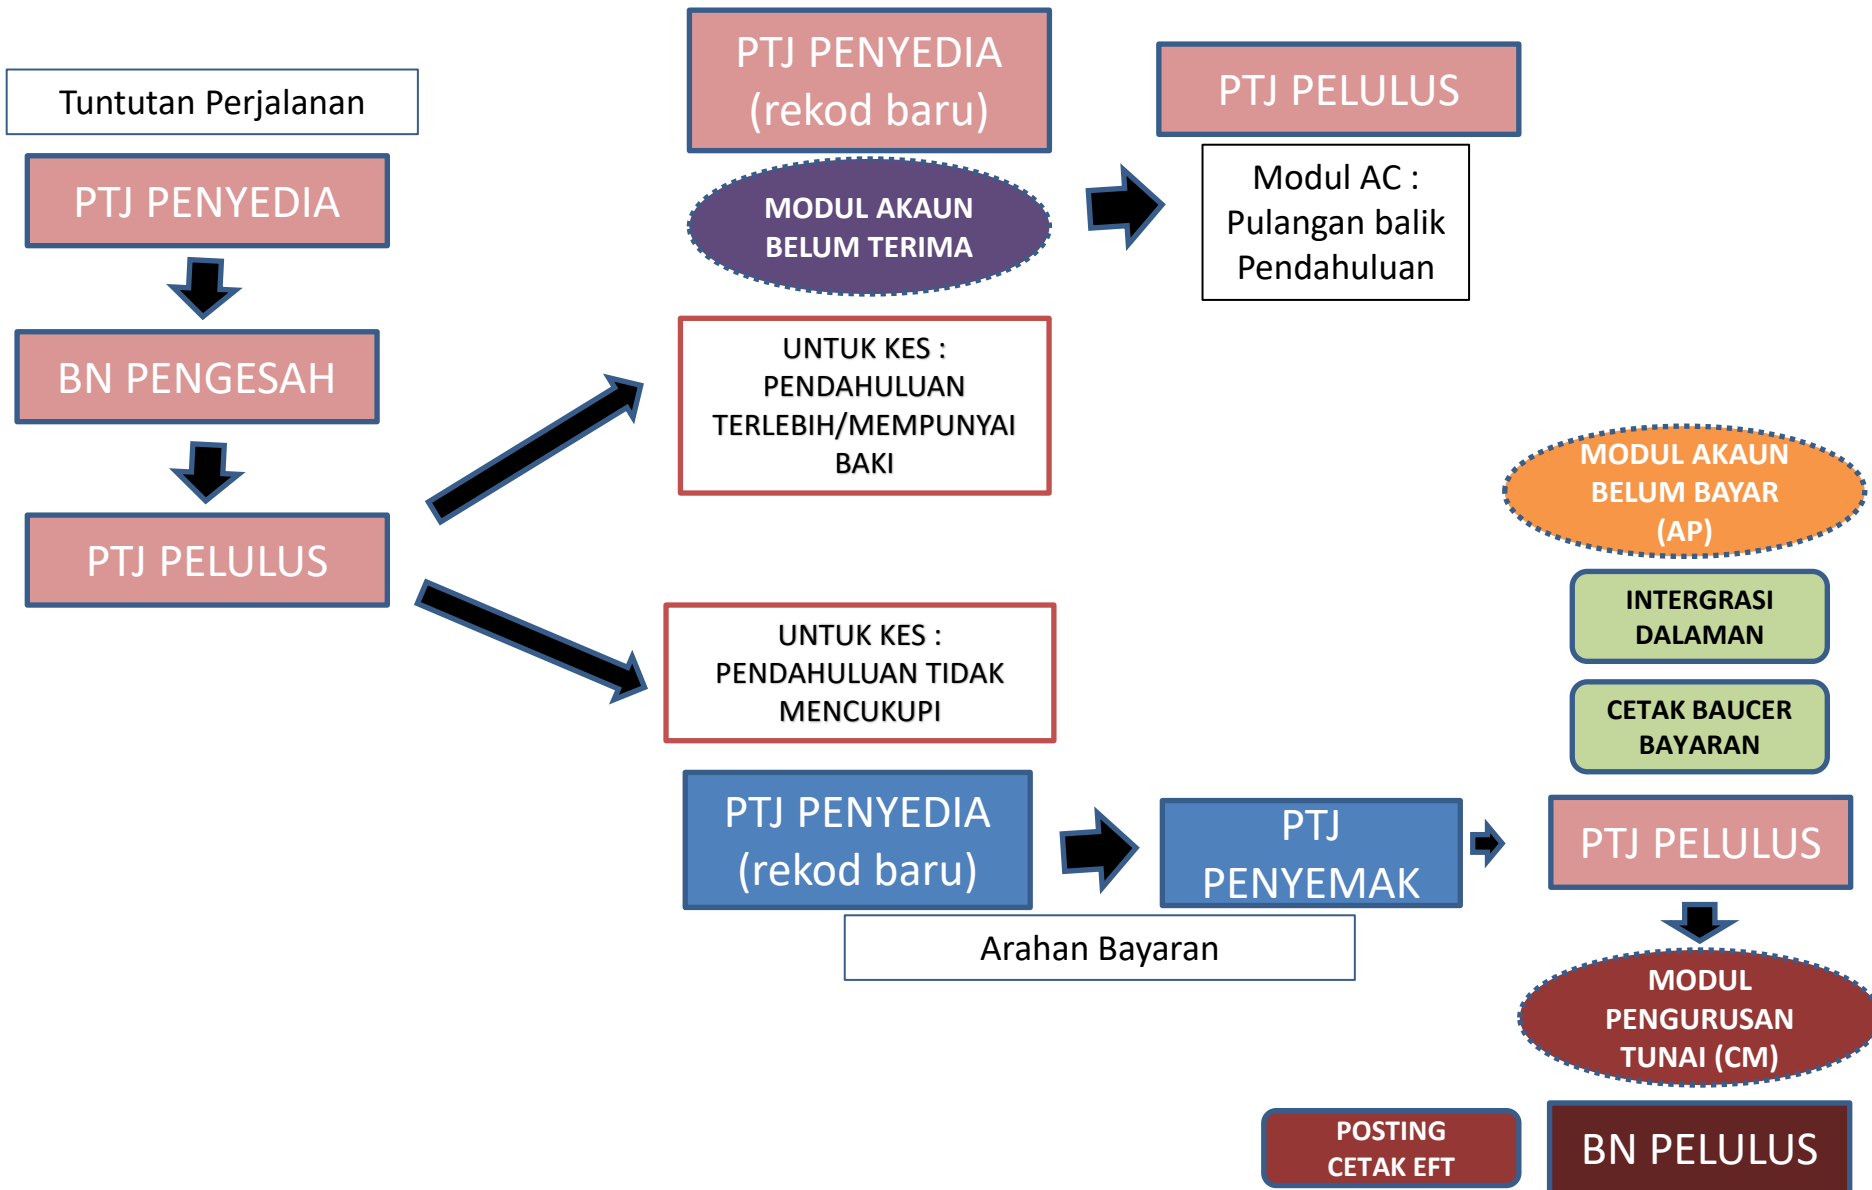 Tuntutan Perjalanan
PTJ PENYEDIA
BN PENGESAH
PTJ PELULUS
PTJ PENYEDIA
(rekod baru)
MODUL AKAUN
BELUM TERIMA
PTJ PELULUS
Modul AC :
Pulangan balik
Pendahuluan
UNTUK KES :
PENDAHULUAN
TERLEBIH/MEMPUNYAI
BAKI
UNTUK KES :
PENDAHULUAN TIDAK
MENCUKUPI
PTJ PENYEDIA
(rekod baru)
PTJ
PENYEMAK
Arahan Bayaran
MODUL AKAUN
BELUM BAYAR
(AP)
INTERGRASI
DALAMAN
CETAK BAUCER
BAYARAN
PTJ PELULUS
MODUL
PENGURUSAN
TUNAI (CM)
POSTING
CETAK EFT
BN PELULUS